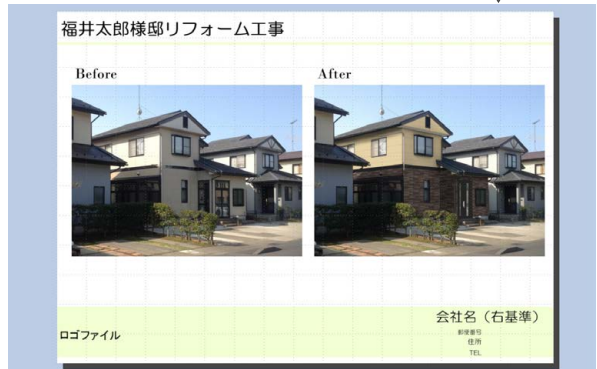 福井太郎様邸リフォーム工事
Before
After
会社名（右基準）
ロゴファイル
郵便番号
住所
TEL